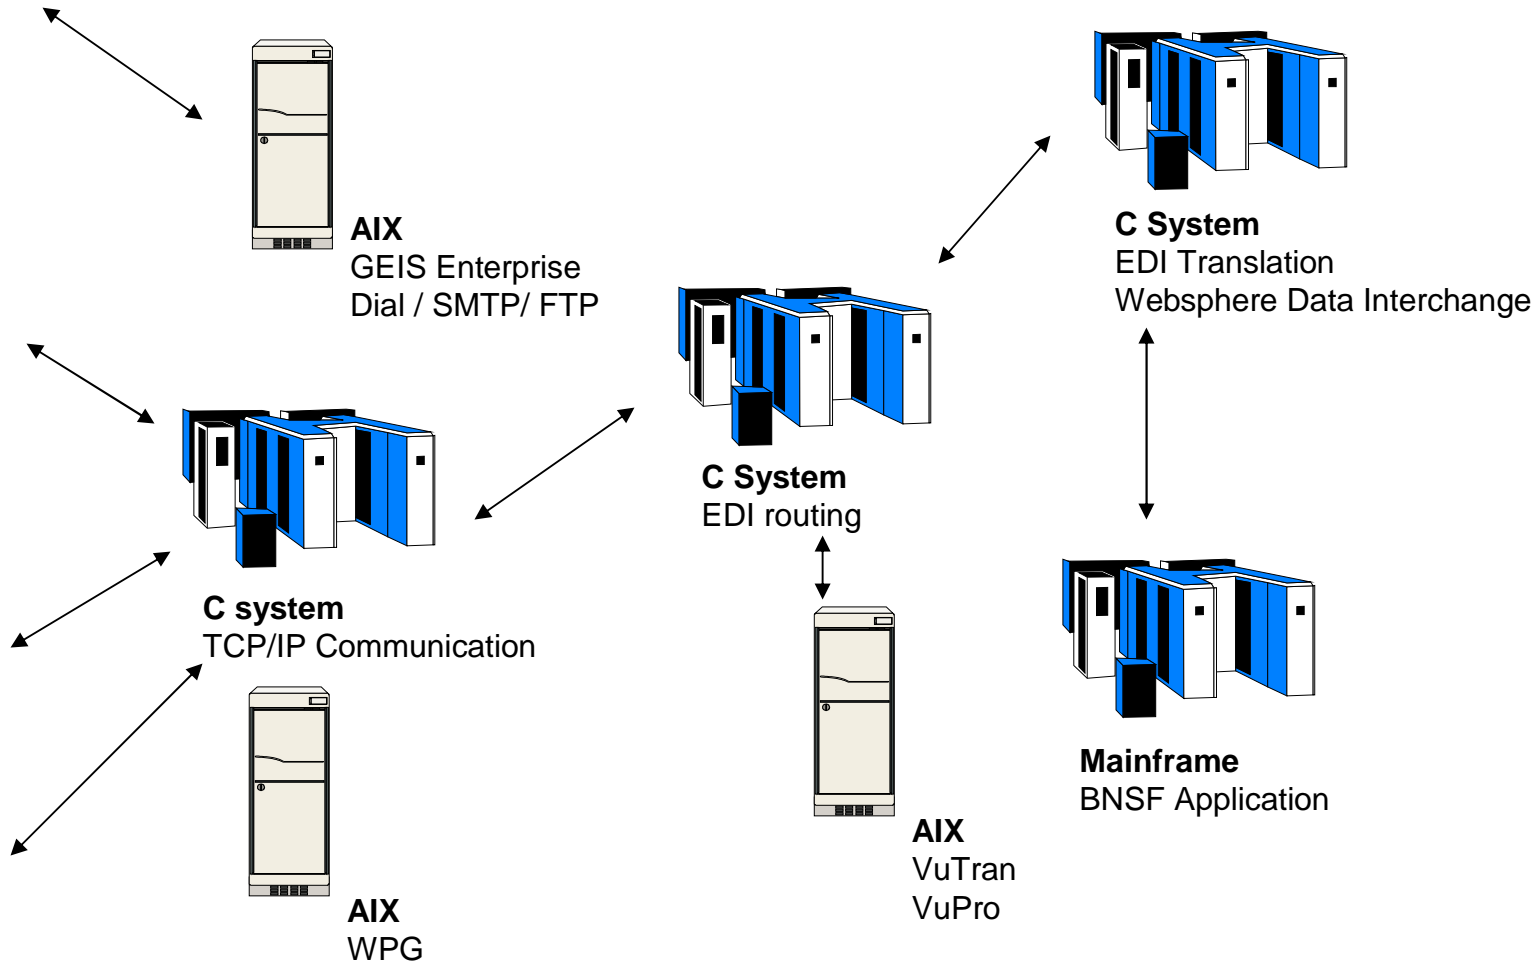 AIX
GEIS Enterprise
Dial / SMTP/ FTP
C System
EDI Translation
Websphere Data Interchange
C System
EDI routing
C system
TCP/IP Communication
Mainframe
BNSF Application
AIX
VuTran
VuPro
AIX
WPG